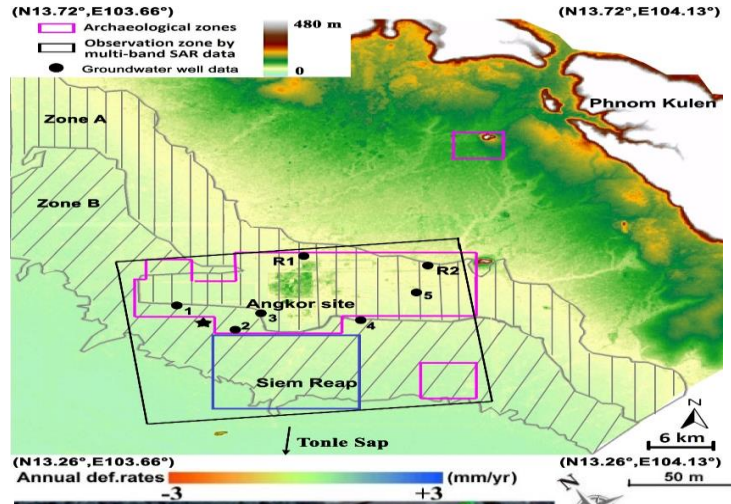 (N13.72°,E103.66°)
(N13.72°,E104.13°)
Archaeological zones
Observation zone by
multi-band SAR data
Groundwater well data
480 m
0
Phnom Kulen
Zone A
Zone B
R1
R2
5
Angkor site
1
3
2
4
Siem Reap
Tonle Sap
N
6 km
(N13.26°,E103.66°)
(N13.26°,E104.13°)
Annual def.rates
(mm/yr)
-3
+3
N
50 m